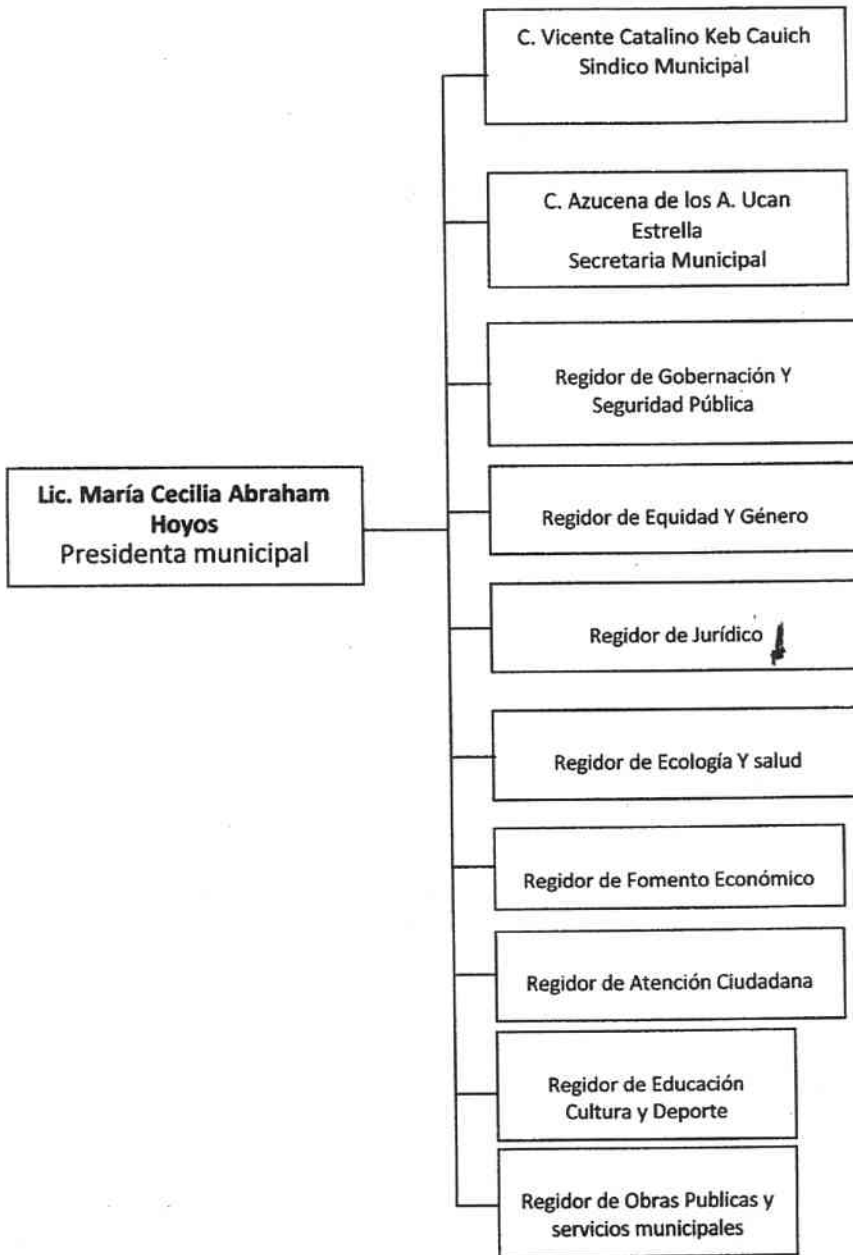 C. Vicente Catalino Keb Cauich
Sindico Municipal
C. Azucena de los A. Ucan
Estrella
Secretaria Municipal
Regidor de Gobernación Y
Seguridad Pública
Regidor de Equidad Y Género
Lic. María Cecilia Abraham
Hoyos
Presidenta municipal
Regidor de Jurídico
Regidor de Ecología Y salud
Regidor de Fomento Económico
Regidor de Atención Ciudadana
Regidor de Educación
Cultura y Deporte
Regidor de Obras Publicas y
servicios municipales